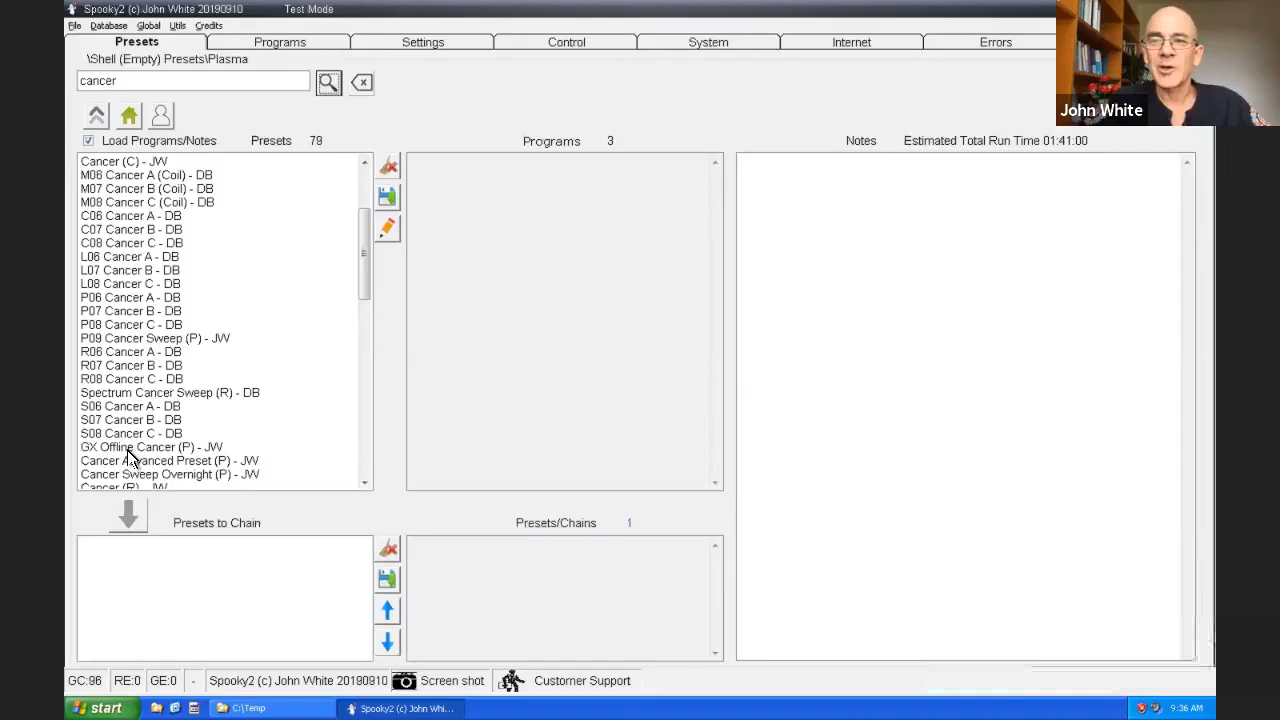 Spooky2 (c) John White 20190910 Test Mode
File Database Global Utils Credits
Presets Programs Settings Control System Internet Errors
\Shell (Empty) Presets\Plasma
cancer
John White
Load Programs/Notes Presets 79 Programs 3 Notes Estimated Total Run Time 01:41:00
Cancer (C) - JW
M06 Cancer A (Coil) - DB
M07 Cancer B (Coil) - DB
M08 Cancer C (Coil) - DB
C06 Cancer A - DB
C07 Cancer B - DB
C08 Cancer C - DB
L06 Cancer A - DB
L07 Cancer B - DB
L08 Cancer C - DB
P06 Cancer A - DB
P07 Cancer B - DB
P08 Cancer C - DB
P09 Cancer Sweep (P) - JW
R06 Cancer A - DB
R07 Cancer B - DB
R08 Cancer C - DB
Spectrum Cancer Sweep (R) - DB
S06 Cancer A - DB
S07 Cancer B - DB
S08 Cancer C - DB
GX Offline Cancer (P) - JW
Cancer Advanced Preset (P) - JW
Cancer Sweep Overnight (P) - JW
Cancer (R) - JW
Presets to Chain Presets/Chains 1
GC:96 RE:0 GE:0 - Spooky2 (c) John White 20190910 Screen shot Customer Support
start C:\Temp Spooky2 (c) John Whi... 9:36 AM